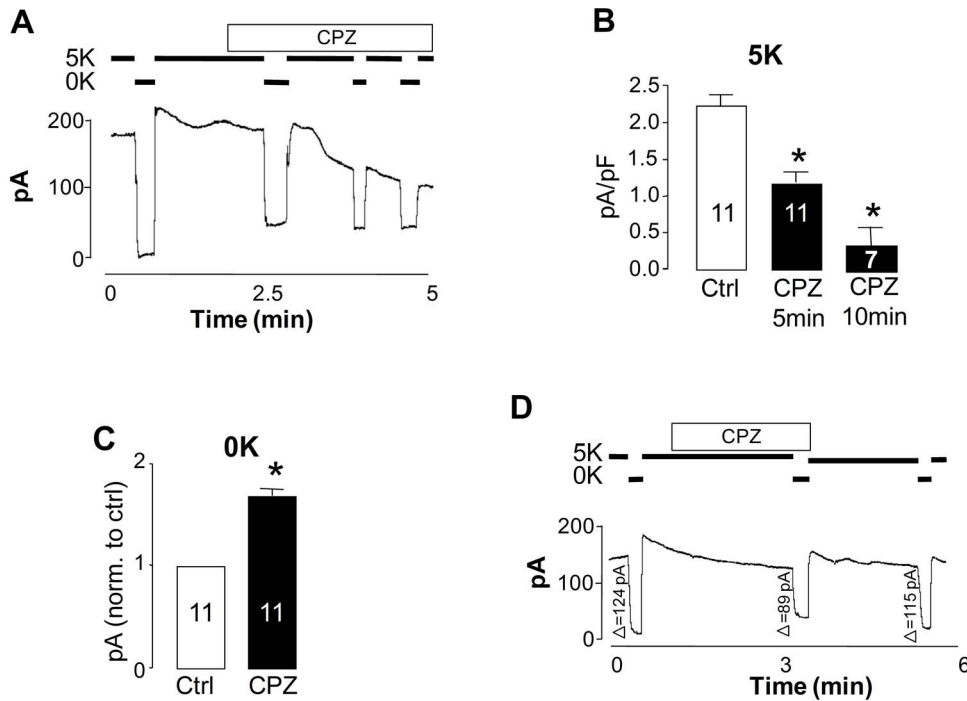 A
CPZ
5K
0K
200
100
0
pA
0
2.5
5
Time (min)
B
5K
2.5
2.0
1.5
1.0
0.5
0.0
pA/pF
*
*
11
11
7
Ctrl
CPZ
5min
CPZ
10min
C
0K
2
1
0
pA (norm. to ctrl)
*
11
11
Ctrl
CPZ
D
CPZ
5K
0K
200
100
0
pA
△=124 pA
△=89 pA
△=115 pA
0
3
6
Time (min)